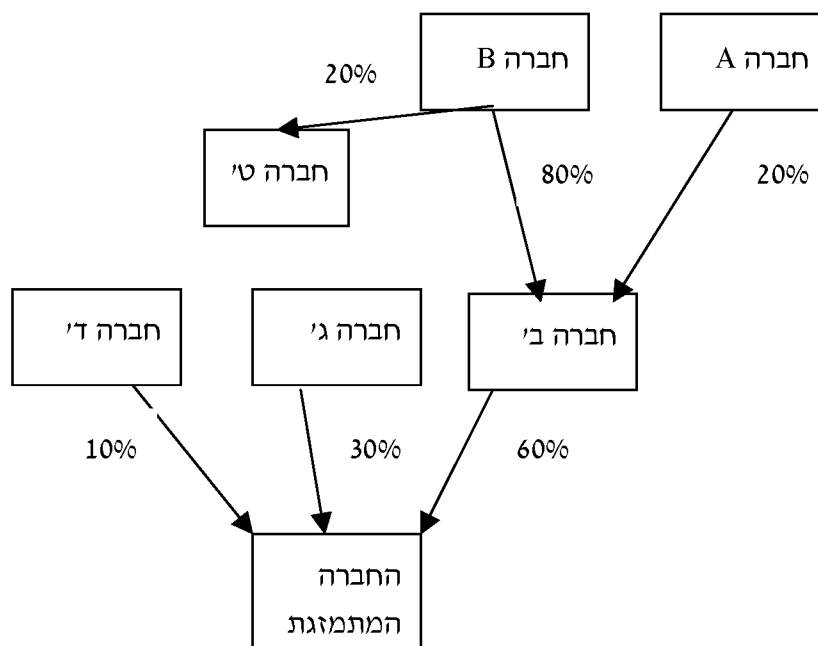 חברה A
חברה B
20%
חברה ט'
80%
20%
חברה ב'
חברה ג'
חברה ד'
60%
30%
10%
החברה
המתמזגת